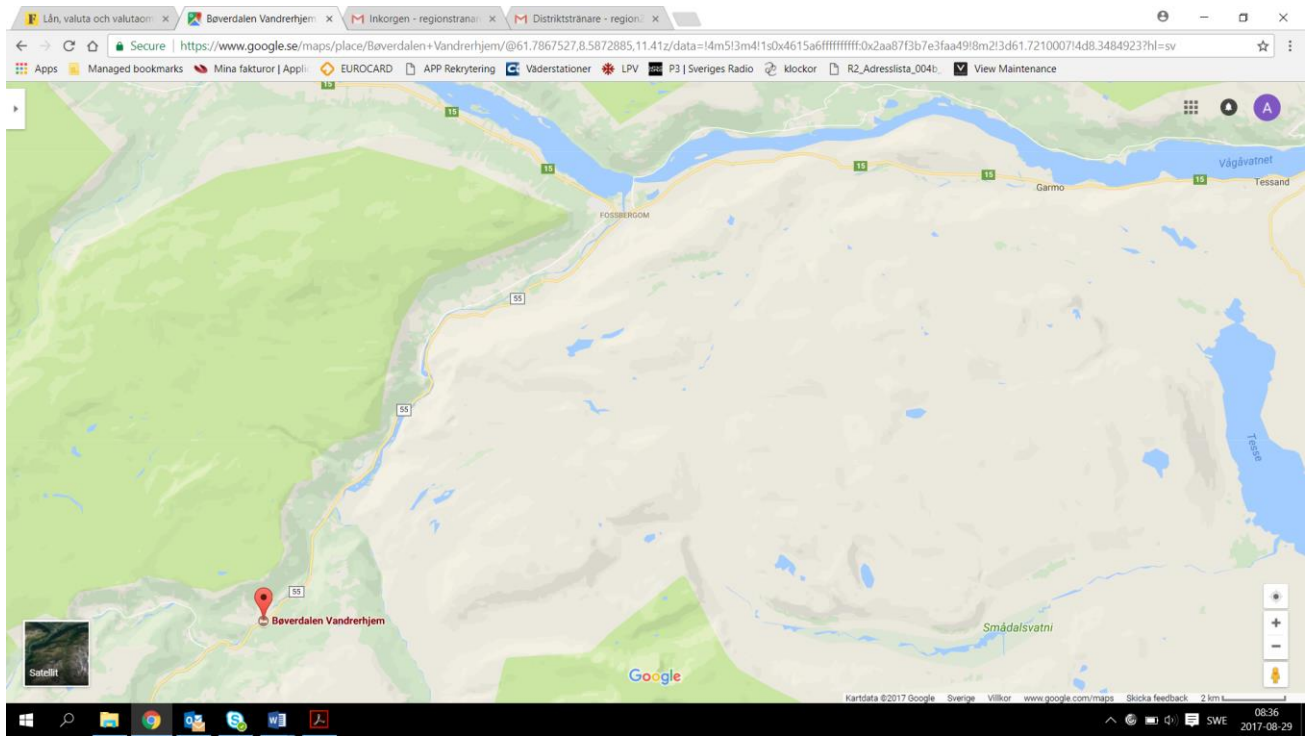 Lån, valuta och valutaom
Bøverdalen Vandrerhjem
Inkorgen - regionstranar
Distriktstränare - region2
Secure
https://www.google.se/maps/place/Bøverdalen+Vandrerhjem/@61.7867527,8.5872885,11.41z/data=!4m5!3m4!1s0x4615a6ffffffffff:0x2aa87f3b7e3faa49!8m2!3d61.7210007!4d8.3484923?hl=sv
Apps
Managed bookmarks
Mina fakturor | Appli
EUROCARD
APP Rekrytering
Väderstationer
LPV
P3 | Sveriges Radio
klockor
R2_Adresslista_004b_
View Maintenance
15
15
A
15
15
15
Vågåvatnet
15
Garmo
Tessand
FOSSBERGOM
55
55
Tesse
55
Bøverdalen Vandrerhjem
Smådalsvatni
Satellit
Google
Kartdata ©2017 Google
Sverige
Villkor
www.google.com/maps
Skicka feedback
2 km
SWE
08:36
2017-08-29